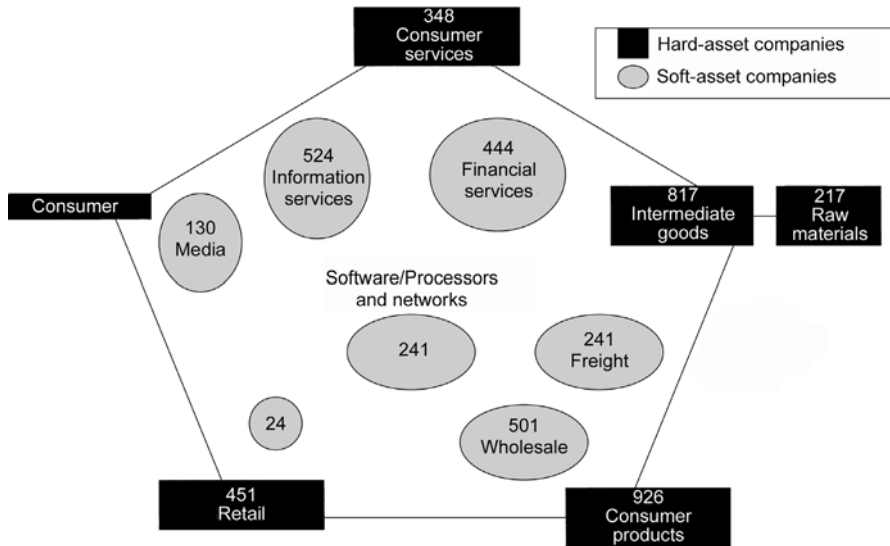 348
Consumer
services
Hard-asset companies
Soft-asset companies
524
Information
services
444
Financial
services
Consumer
130
Media
817
Intermediate
goods
217
Raw
materials
Software/Processors
and networks
241
241
Freight
24
501
Wholesale
451
Retail
926
Consumer
products